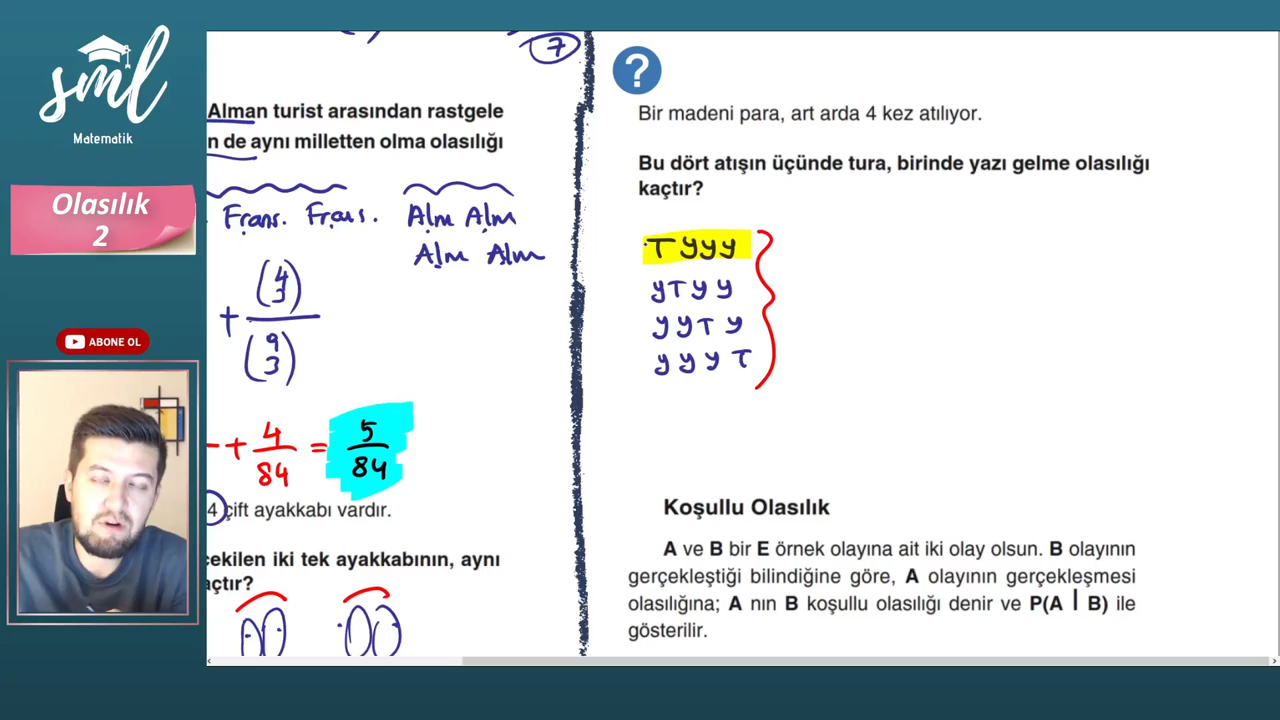 sml
Matematik
Olasılık
2
ABONE OL
7
Alman turist arasından rastgele
n de aynı milletten olma olasılığı
Frans. Frans. Alm Alm
Alm Alm
+ (4 3) / (9 3)
+ 4/84 = 5/84
4 çift ayakkabı vardır.
çekilen iki tek ayakkabının, aynı
açtır?
?
Bir madeni para, art arda 4 kez atılıyor.
Bu dört atışın üçünde tura, birinde yazı gelme olasılığı
kaçtır?
T y y y
y T y y
y y T y
y y y T
Koşullu Olasılık
A ve B bir E örnek olayına ait iki olay olsun. B olayının
gerçekleştiği bilindiğine göre, A olayının gerçekleşmesi
olasılığına; A nın B koşullu olasılığı denir ve P(A | B) ile
gösterilir.